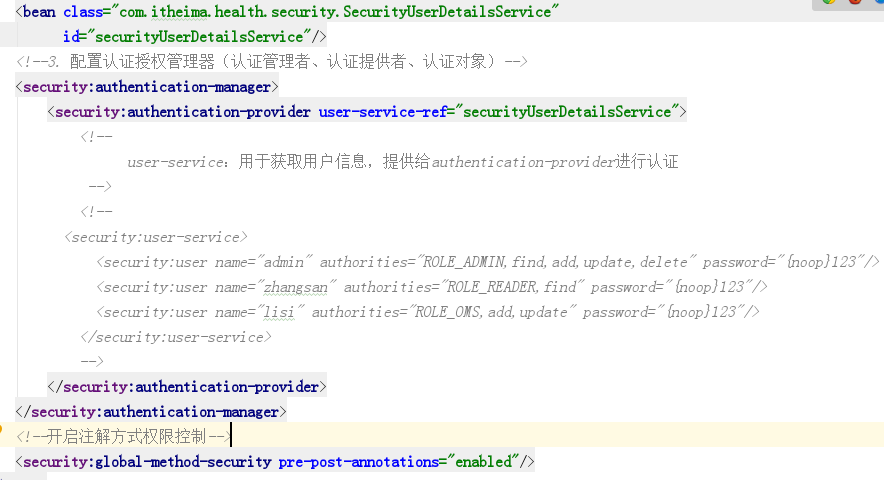 <bean class="com.itheima.health.security.SecurityUserDetailsService"
id="securityUserDetailsService"/>
<!--3. 配置认证授权管理器（认证管理者、认证提供者、认证对象）-->
<security:authentication-manager>
<security:authentication-provider user-service-ref="securityUserDetailsService">
<!--
user-service：用于获取用户信息，提供给authentication-provider进行认证
-->
<!--
<security:user-service>
<security:user name="admin" authorities="ROLE_ADMIN,find,add,update,delete" password="{noop}123"/>
<security:user name="zhangsan" authorities="ROLE_READER,find" password="{noop}123"/>
<security:user name="lisi" authorities="ROLE_OMS,add,update" password="{noop}123"/>
</security:user-service>
-->
</security:authentication-provider>
</security:authentication-manager>
<!--开启注解方式权限控制-->
<security:global-method-security pre-post-annotations="enabled"/>